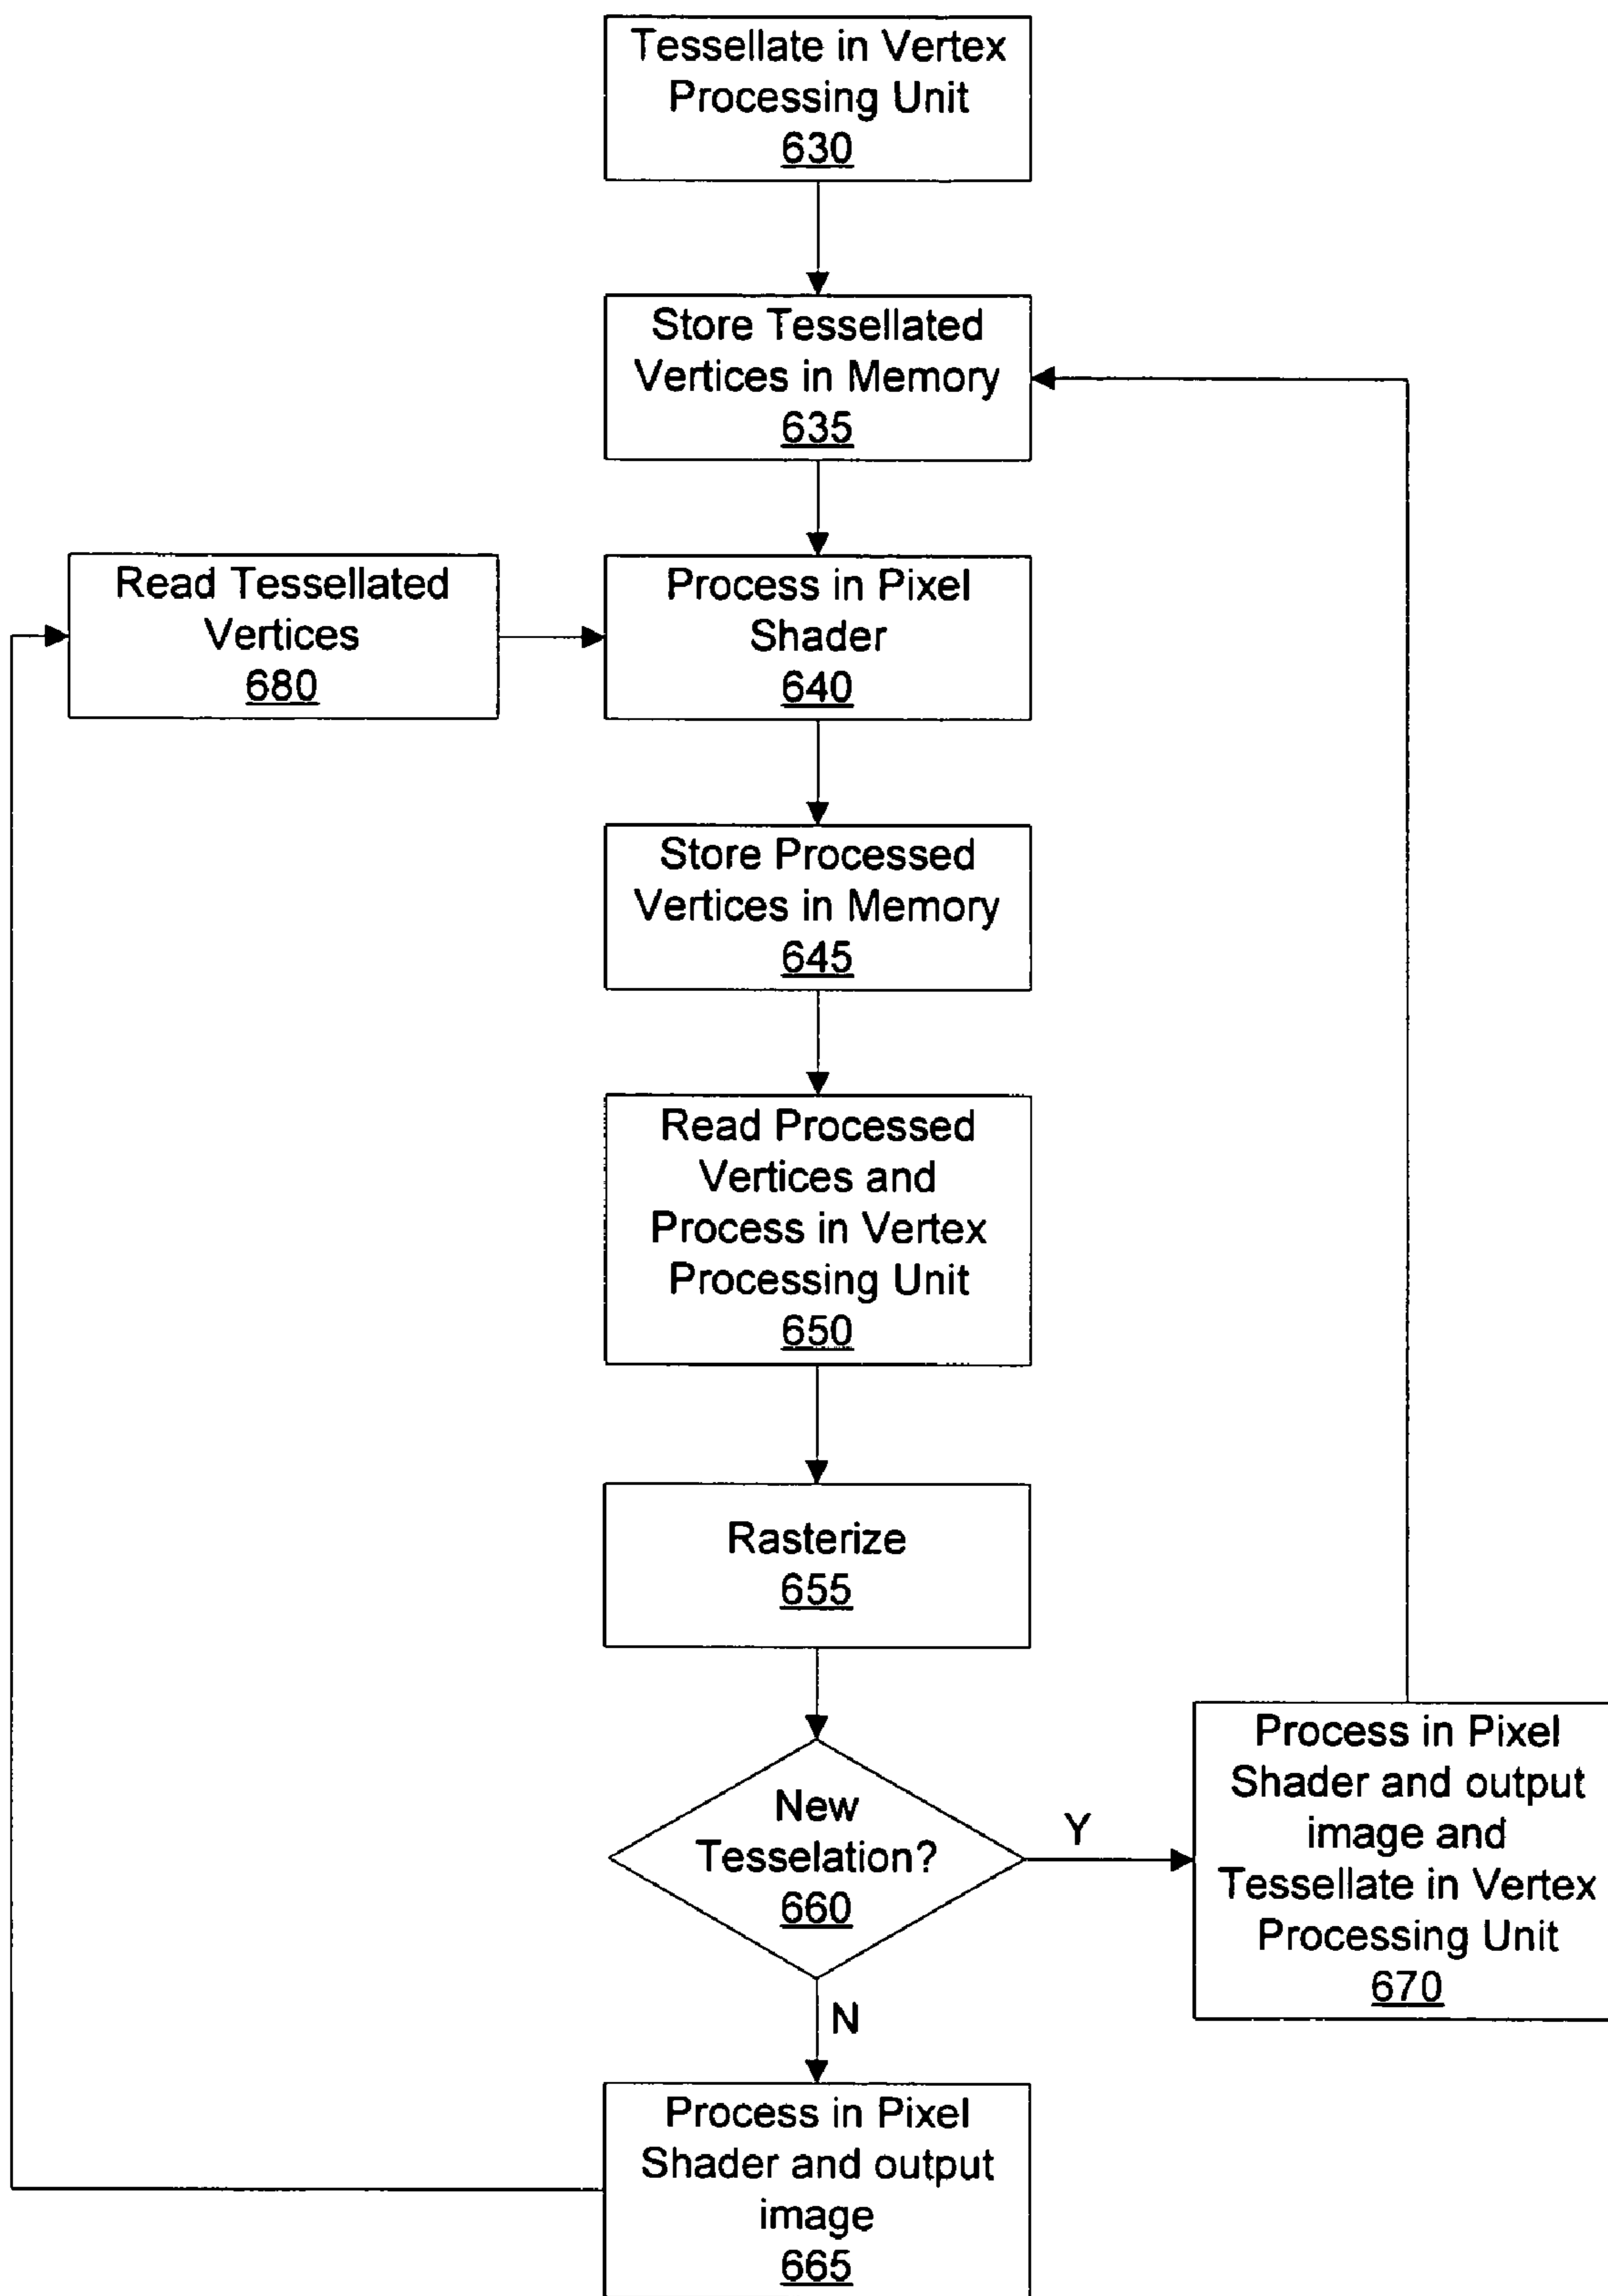 Tessellate in Vertex
Processing Unit
630
Store Tessellated
Vertices in Memory
635
Read Tessellated
Vertices
680
Process in Pixel
Shader
640
Store Processed
Vertices in Memory
645
Read Processed
Vertices and
Process in Vertex
Processing Unit
650
Rasterize
655
New
Tesselation?
660
Y
N
Process in Pixel
Shader and output
image and
Tessellate in Vertex
Processing Unit
670
Process in Pixel
Shader and output
image
665